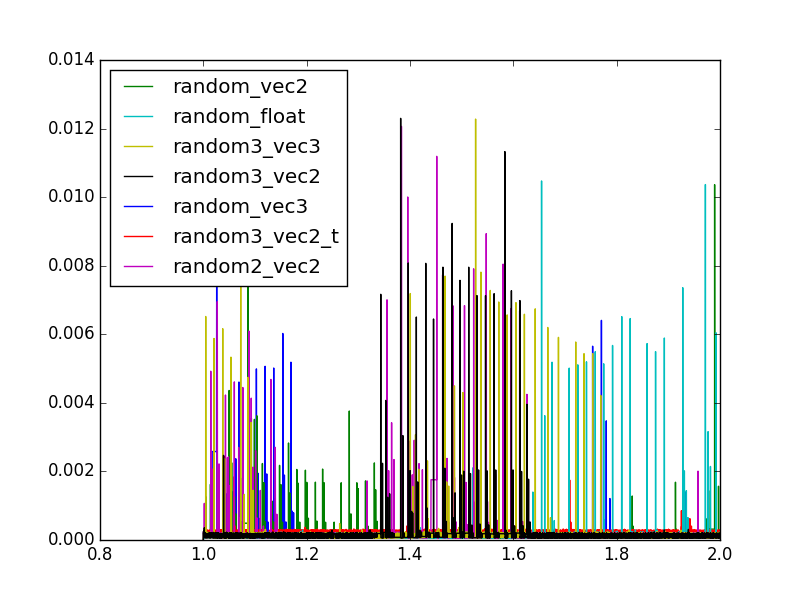 0.014
0.012
0.010
0.008
0.006
0.004
0.002
0.000
random_vec2
random_float
random3_vec3
random3_vec2
random_vec3
random3_vec2_t
random2_vec2
0.8 1.0 1.2 1.4 1.6 1.8 2.0